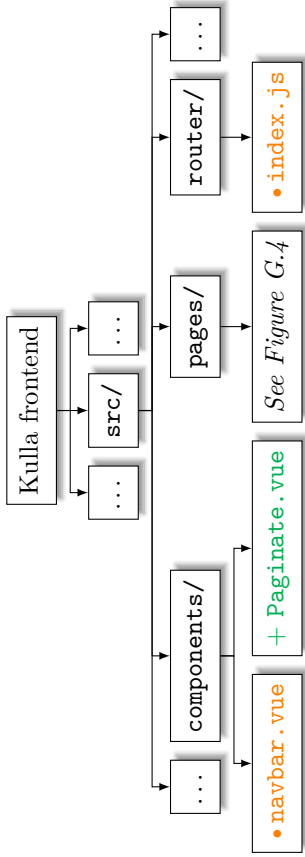 Kulla frontend
...
src/
...
...
components/
pages/
router/
...
• navbar.vue
+ Paginate.vue
See Figure G.4
• index.js